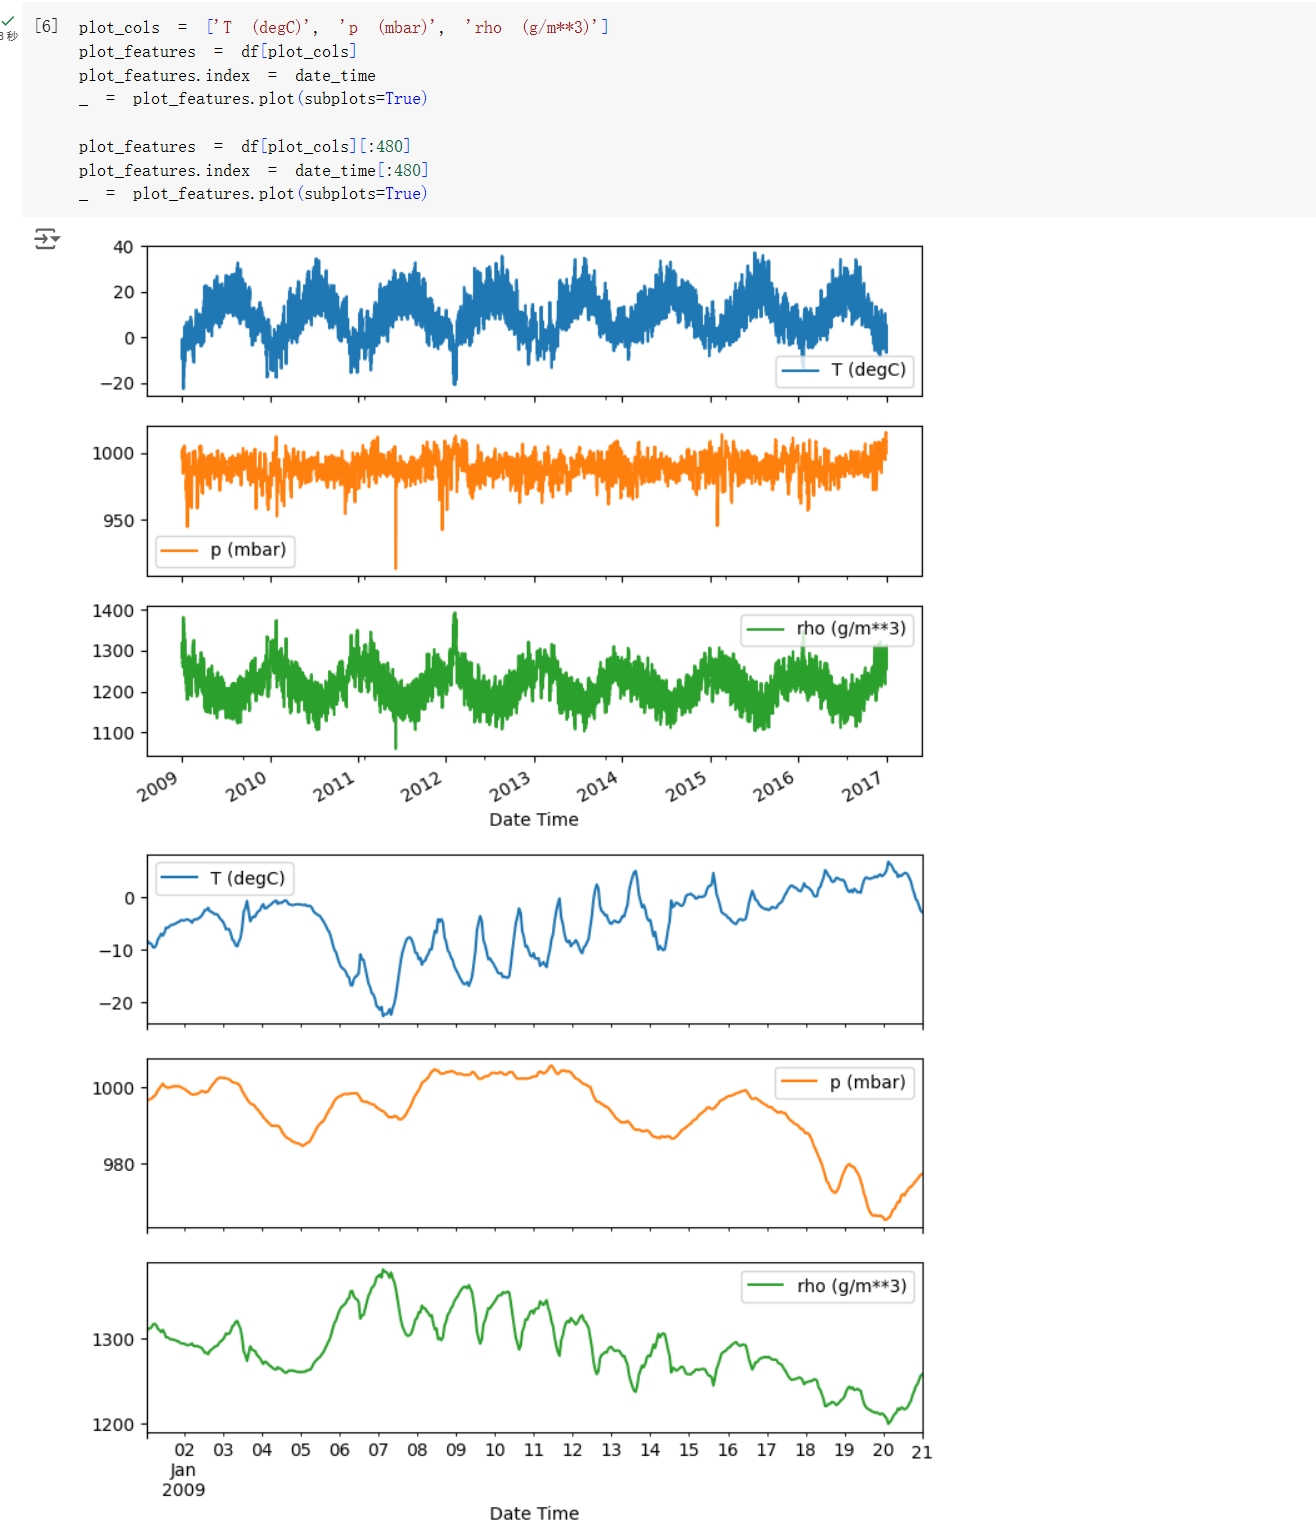 [6] plot_cols = ['T (degC)', 'p (mbar)', 'rho (g/m**3)']
3 秒
plot_features = df[plot_cols]
plot_features.index = date_time
_ = plot_features.plot(subplots=True)
plot_features = df[plot_cols][:480]
plot_features.index = date_time[:480]
_ = plot_features.plot(subplots=True)
40
20
0
−20
T (degC)
1000
950
p (mbar)
1400
1300
1200
1100
rho (g/m**3)
2009 2010 2011 2012 2013 2014 2015 2016 2017
Date Time
T (degC)
0
−10
−20
1000
980
p (mbar)
rho (g/m**3)
1300
1200
02 03 04 05 06 07 08 09 10 11 12 13 14 15 16 17 18 19 20 21
Jan
2009
Date Time